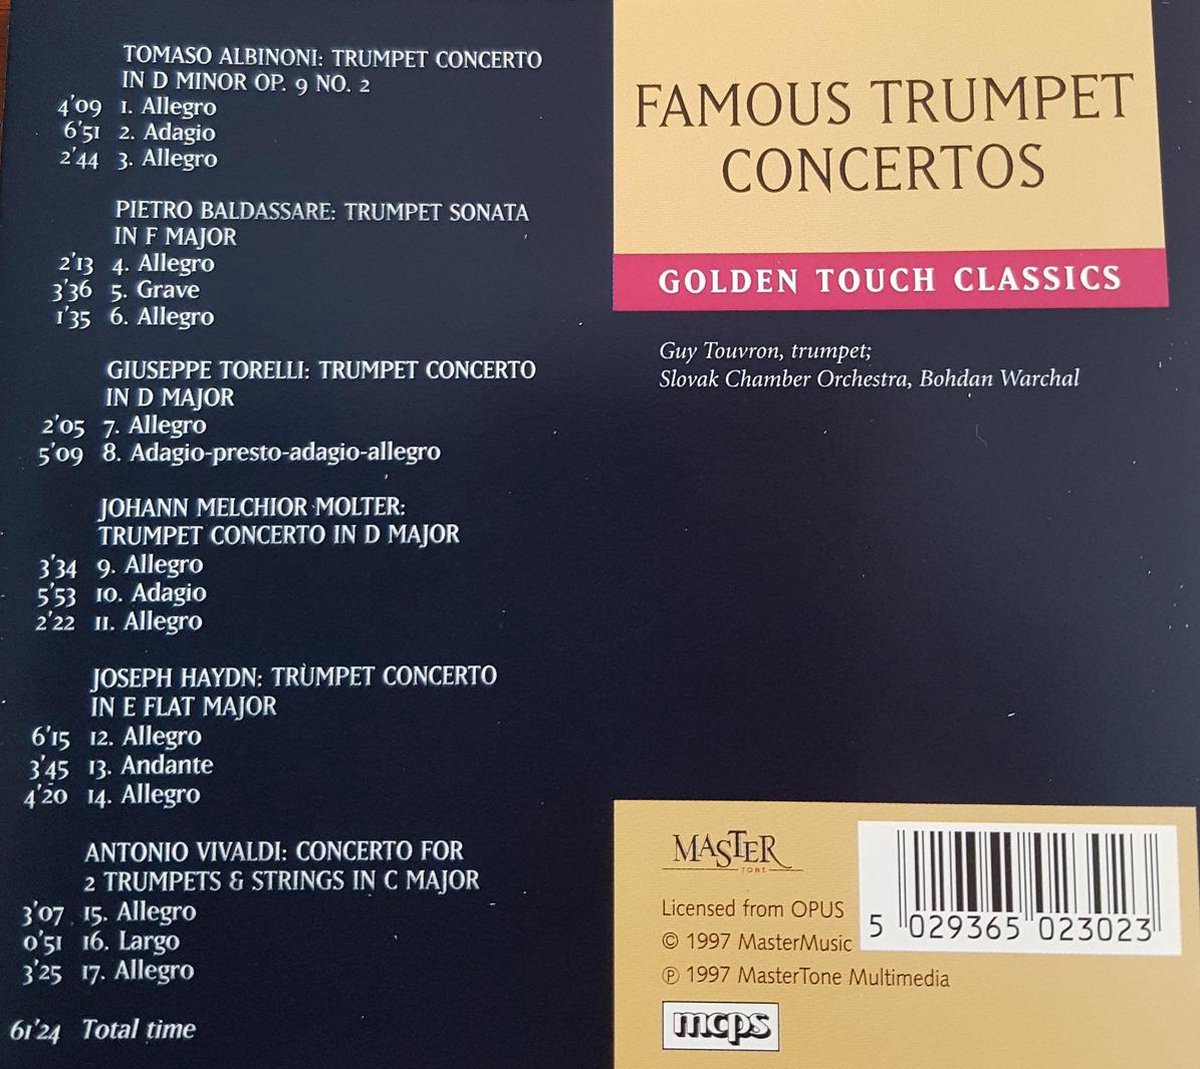 TOMASO ALBINONI: TRUMPET CONCERTO
IN D MINOR OP. 9 NO. 2
4'09 1. Allegro
6'51 2. Adagio
2'44 3. Allegro
PIETRO BALDASSARE: TRUMPET SONATA
IN F MAJOR
2'13 4. Allegro
3'36 5. Grave
1'35 6. Allegro
GIUSEPPE TORELLI: TRUMPET CONCERTO
IN D MAJOR
2'05 7. Allegro
5'09 8. Adagio-presto-adagio-allegro
JOHANN MELCHIOR MOLTER:
TRUMPET CONCERTO IN D MAJOR
3'34 9. Allegro
5'53 10. Adagio
2'22 11. Allegro
JOSEPH HAYDN: TRUMPET CONCERTO
IN E FLAT MAJOR
6'15 12. Allegro
3'45 13. Andante
4'20 14. Allegro
ANTONIO VIVALDI: CONCERTO FOR
2 TRUMPETS & STRINGS IN C MAJOR
3'07 15. Allegro
0'51 16. Largo
3'25 17. Allegro
61'24 Total time
FAMOUS TRUMPET
CONCERTOS
GOLDEN TOUCH CLASSICS
Guy Touvron, trumpet;
Slovak Chamber Orchestra, Bohdan Warchal
MASTER
TONE
Licensed from OPUS
© 1997 MasterMusic
℗ 1997 MasterTone Multimedia
mcps
5 029365 023023